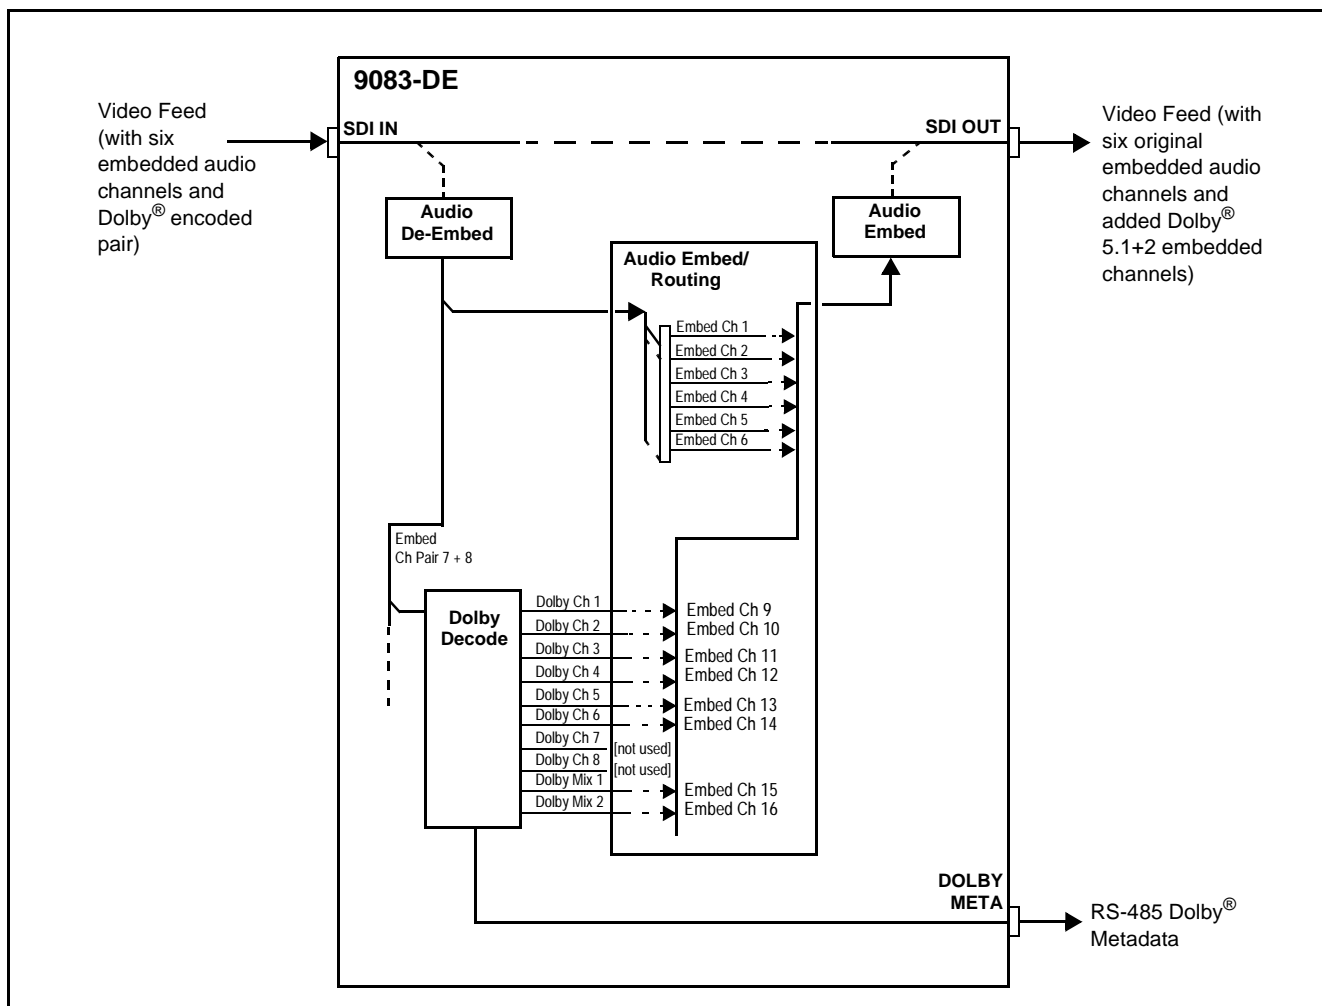 9083-DE
Video Feed
(with six
embedded audio
channels and
Dolby® encoded
pair)
SDI IN
SDI OUT
Video Feed (with
six original
embedded audio
channels and
added Dolby®
5.1+2 embedded
channels)
Audio
De-Embed
Audio
Embed
Audio Embed/
Routing
Embed Ch 1
Embed Ch 2
Embed Ch 3
Embed Ch 4
Embed Ch 5
Embed Ch 6
Embed
Ch Pair 7 + 8
Dolby
Decode
Dolby Ch 1
Embed Ch 9
Dolby Ch 2
Embed Ch 10
Dolby Ch 3
Embed Ch 11
Dolby Ch 4
Embed Ch 12
Dolby Ch 5
Embed Ch 13
Dolby Ch 6
Embed Ch 14
Dolby Ch 7
[not used]
Dolby Ch 8
[not used]
Dolby Mix 1
Embed Ch 15
Dolby Mix 2
Embed Ch 16
DOLBY
META
RS-485 Dolby®
Metadata